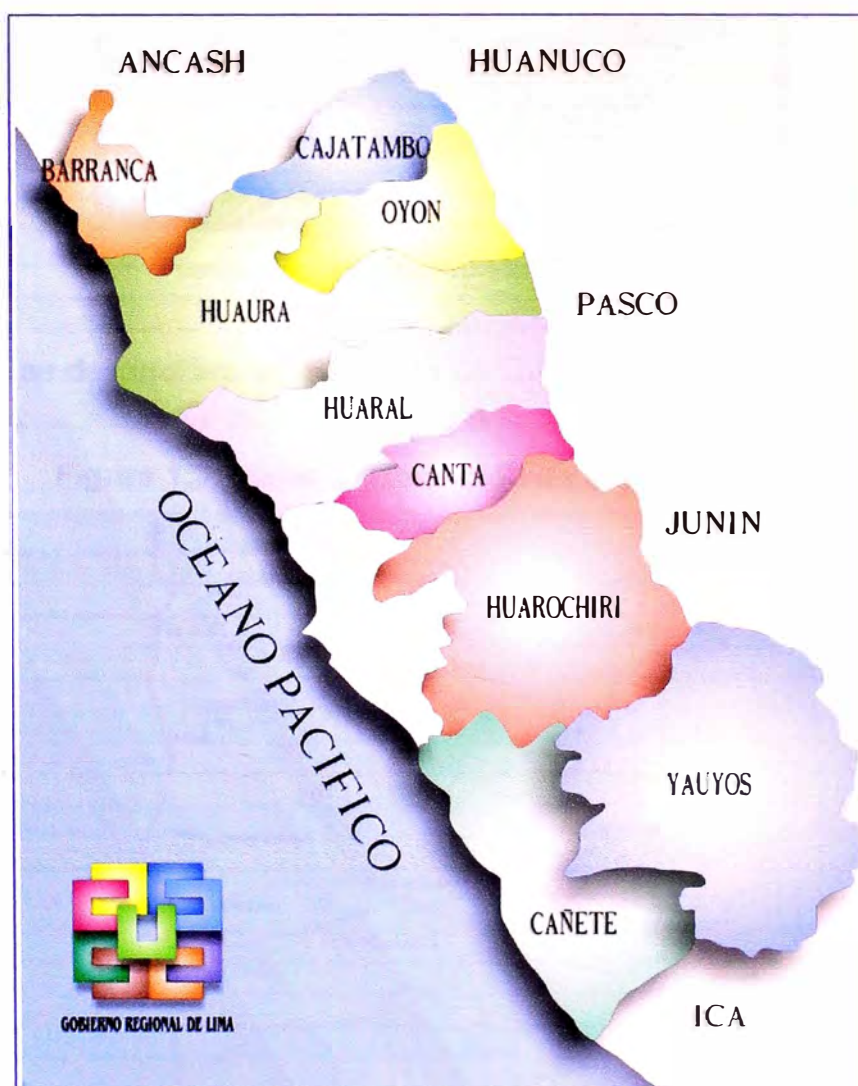 ANCASH
HUANUCO
CAJATAMBO
BARRANCA
OYON
HUAURA
PASCO
HUARAL
CANTA
OCEANO PACIFICO
JUNIN
HUAROCHIRI
YAUYOS
CAÑETE
ICA
GOBIERNO REGIONAL DE LIMA